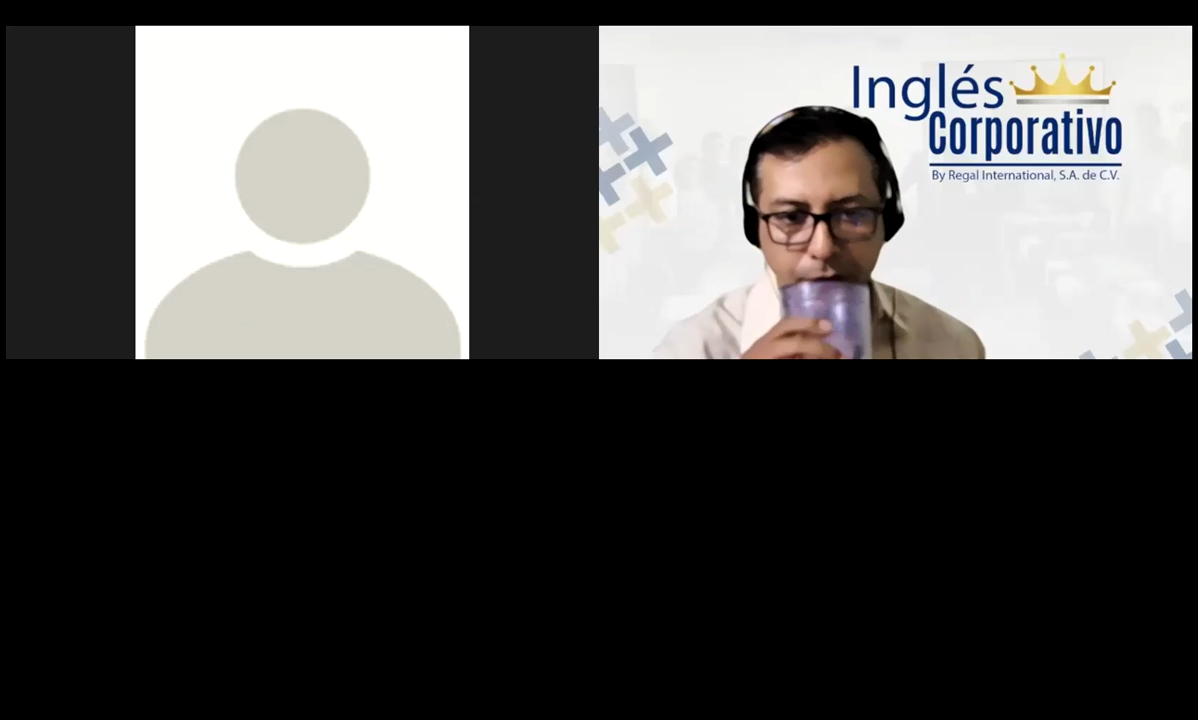 Inglés
Corporativo
By Regal International, S.A. de C.V.